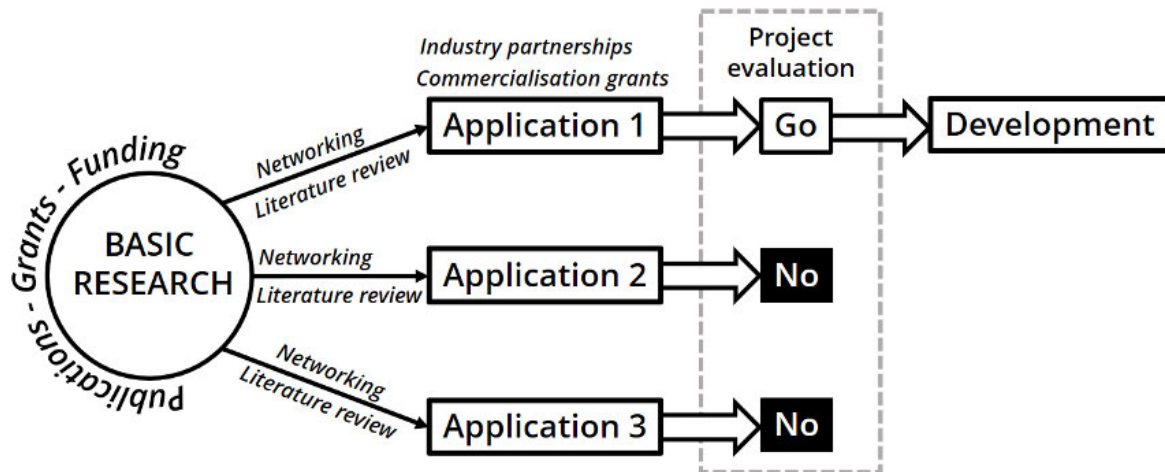 Industry partnerships
Commercialisation grants
Project
evaluation
Application 1
Go
Development
Networking
Literature review
Publications - Grants - Funding
BASIC
RESEARCH
Networking
Literature review
Application 2
No
Networking
Literature review
Application 3
No